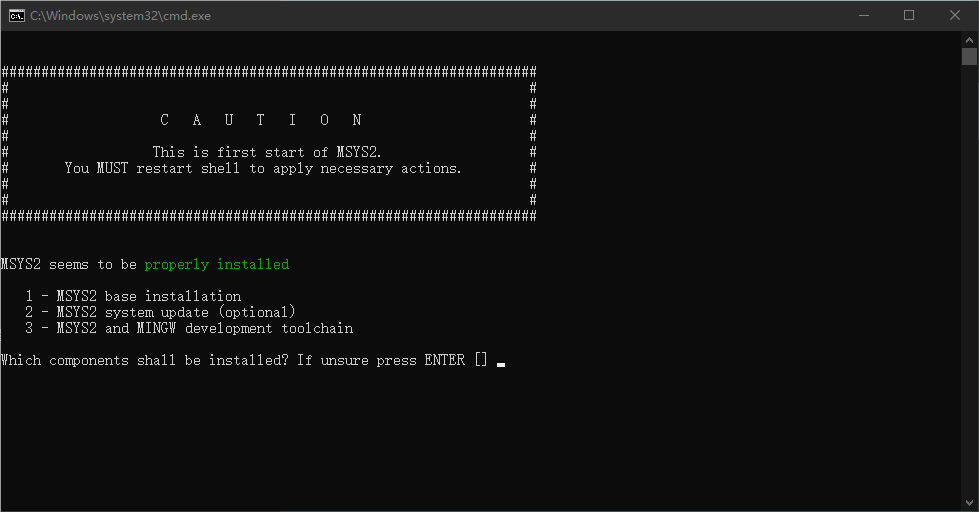 C:\Windows\system32\cmd.exe
###################################################################
# #
# #
# C A U T I O N #
# #
# This is first start of MSYS2. #
# You MUST restart shell to apply necessary actions. #
# #
# #
###################################################################
MSYS2 seems to be properly installed
1 - MSYS2 base installation
2 - MSYS2 system update (optional)
3 - MSYS2 and MINGW development toolchain
Which components shall be installed? If unsure press ENTER []